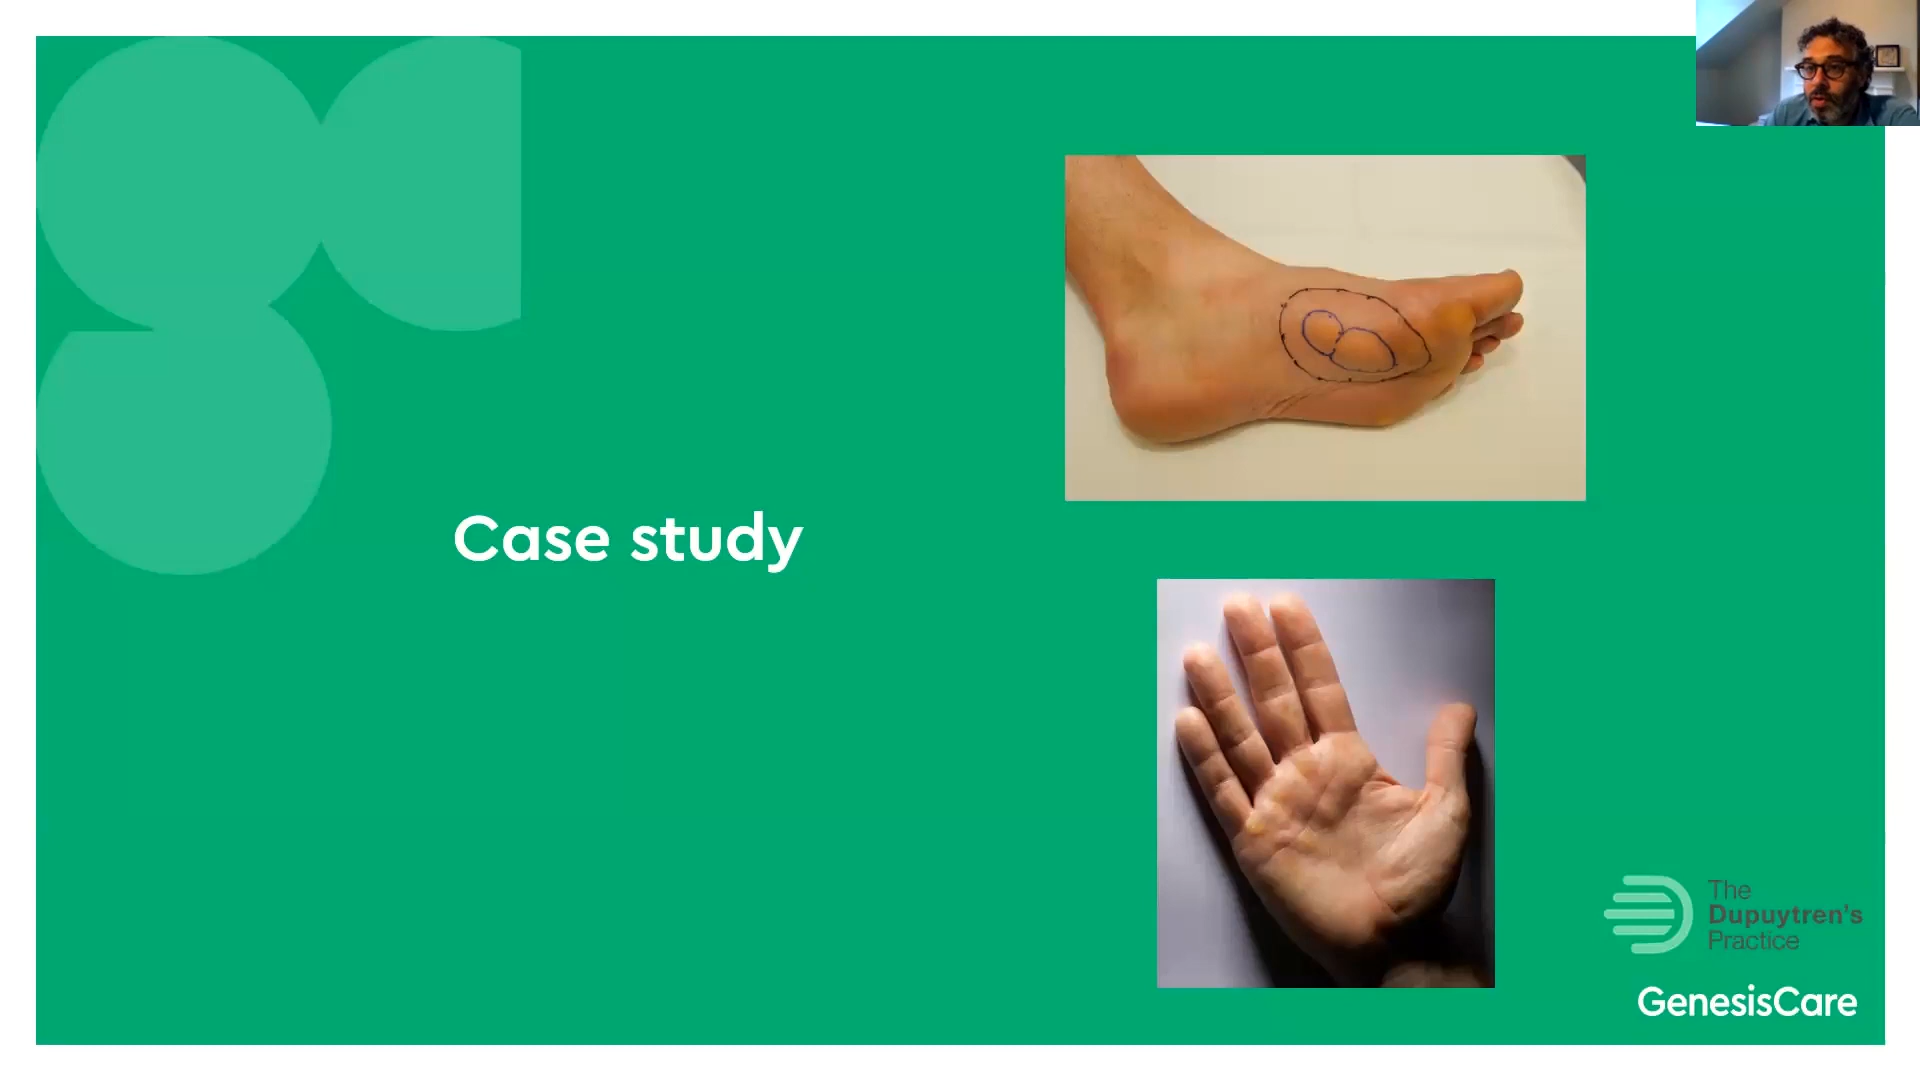 Case study
The
Dupuytren's
Practice
GenesisCare